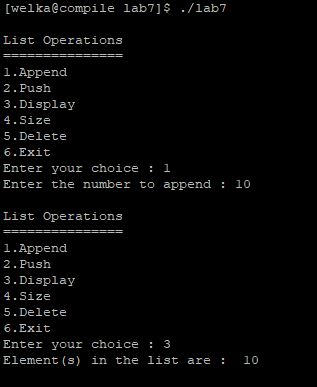 [welka@compile lab7]$ ./lab7
List Operations
===============
1.Append
2.Push
3.Display
4.Size
5.Delete
6.Exit
Enter your choice : 1
Enter the number to append : 10
List Operations
===============
1.Append
2.Push
3.Display
4.Size
5.Delete
6.Exit
Enter your choice : 3
Element(s) in the list are :  10